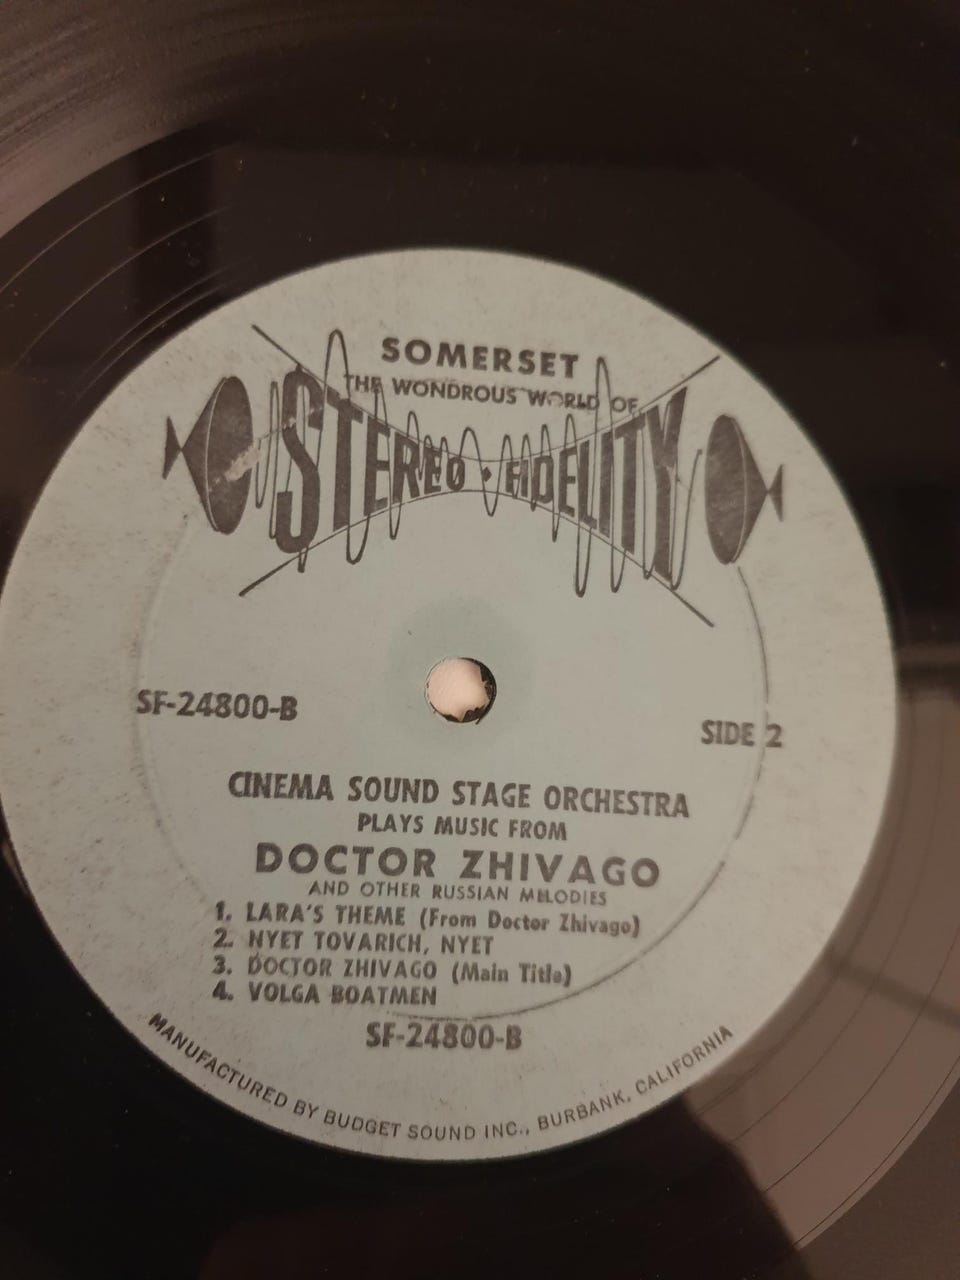 SOMERSET
THE WONDROUS WORLD OF
STEREO • FIDELITY
SF-24800-B
SIDE 2
CINEMA SOUND STAGE ORCHESTRA
PLAYS MUSIC FROM
DOCTOR ZHIVAGO
AND OTHER RUSSIAN MELODIES
1. LARA'S THEME (From Doctor Zhivago)
2. NYET TOVARICH, NYET
3. DOCTOR ZHIVAGO (Main Title)
4. VOLGA BOATMEN
SF-24800-B
MANUFACTURED BY BUDGET SOUND INC., BURBANK, CALIFORNIA